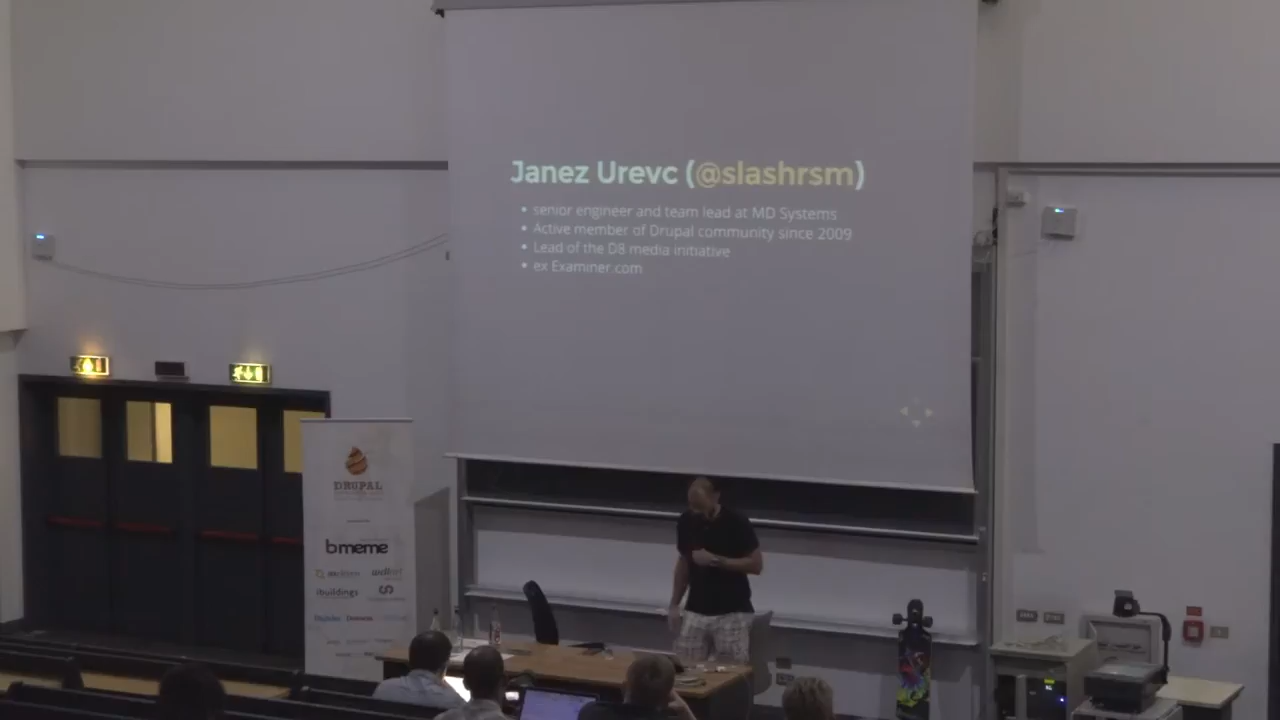 Janez Urevc (@slashrsm)
• senior engineer and team lead at MD Systems
• Active member of Drupal community since 2009
• Lead of the D8 media initiative
• ex Examiner.com
DRUPAL
bmeme
ibuildings